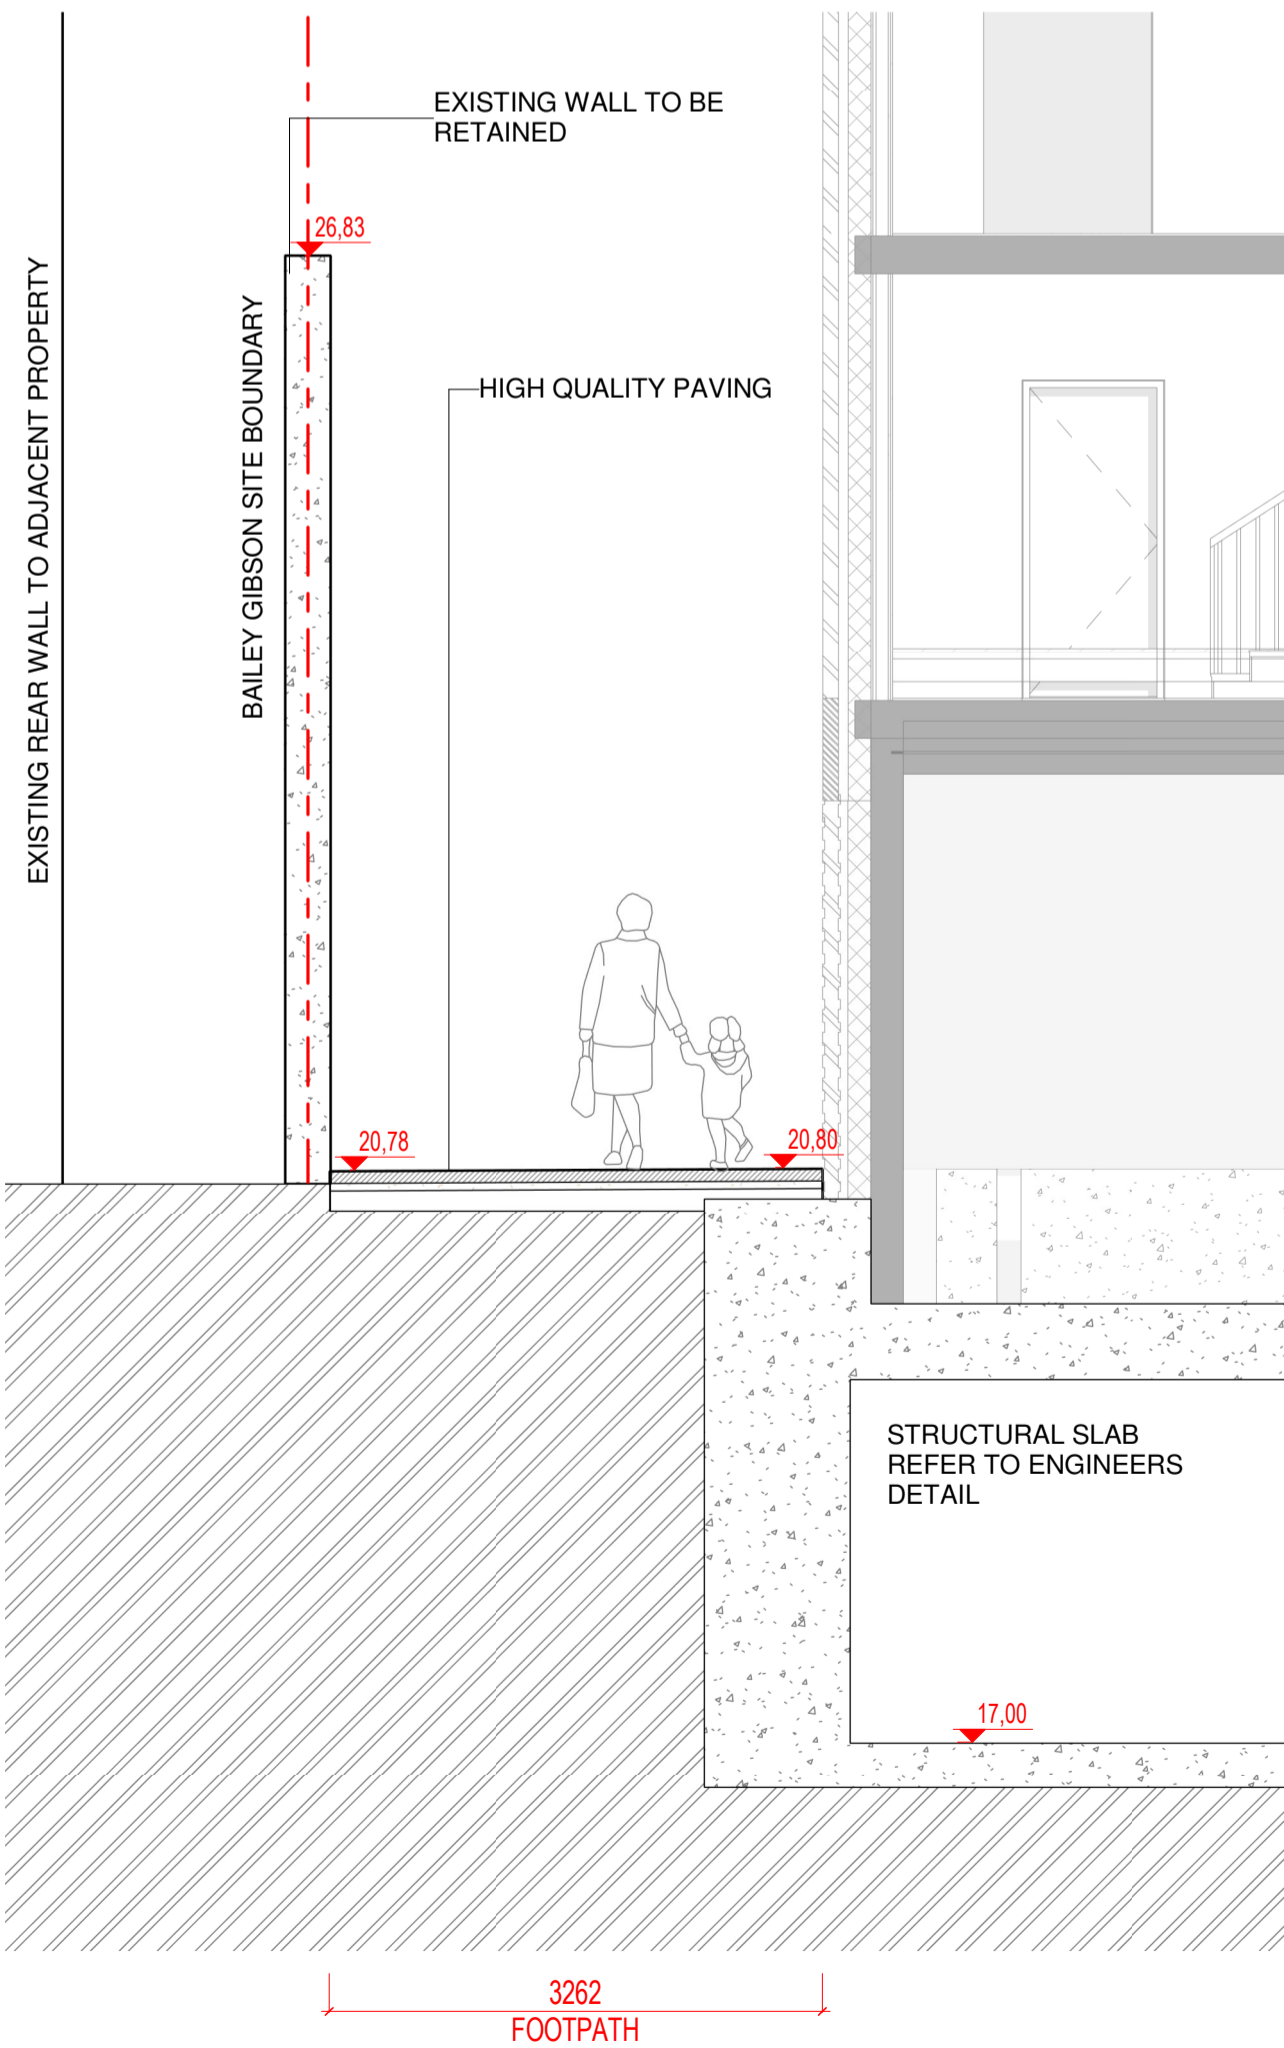 EXISTING WALL TO BE
RETAINED
26,83
EXISTING REAR WALL TO ADJACENT PROPERTY
BAILEY GIBSON SITE BOUNDARY
HIGH QUALITY PAVING
20,78
20,80
STRUCTURAL SLAB
REFER TO ENGINEERS
DETAIL
17,00
3262
FOOTPATH